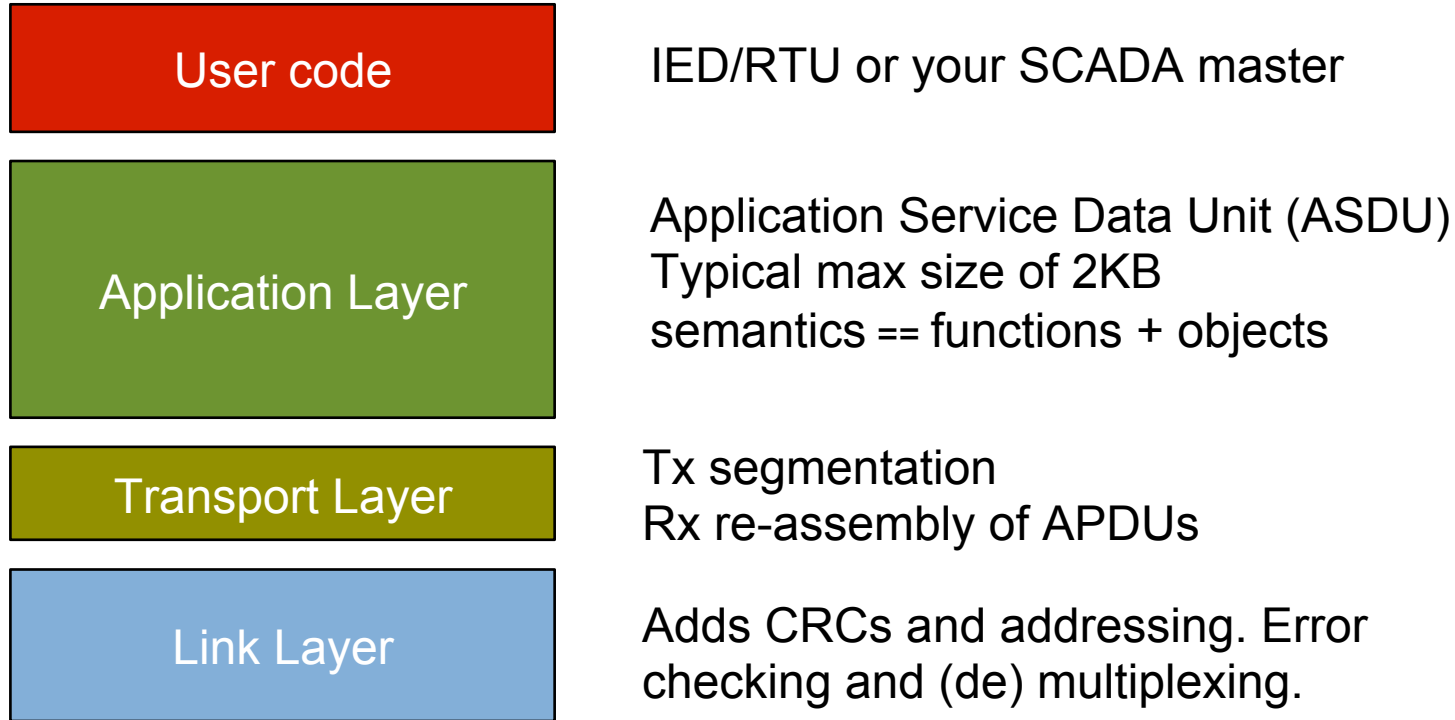 User code
IED/RTU or your SCADA master
Application Layer
Application Service Data Unit (ASDU)
Typical max size of 2KB
semantics == functions + objects
Transport Layer
Tx segmentation
Rx re-assembly of APDUs
Link Layer
Adds CRCs and addressing. Error
checking and (de) multiplexing.